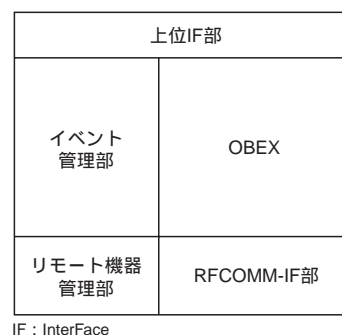 上位IF部
イベント
管理部
OBEX
リモート機器
管理部
RFCOMM-IF部
IF：InterFace